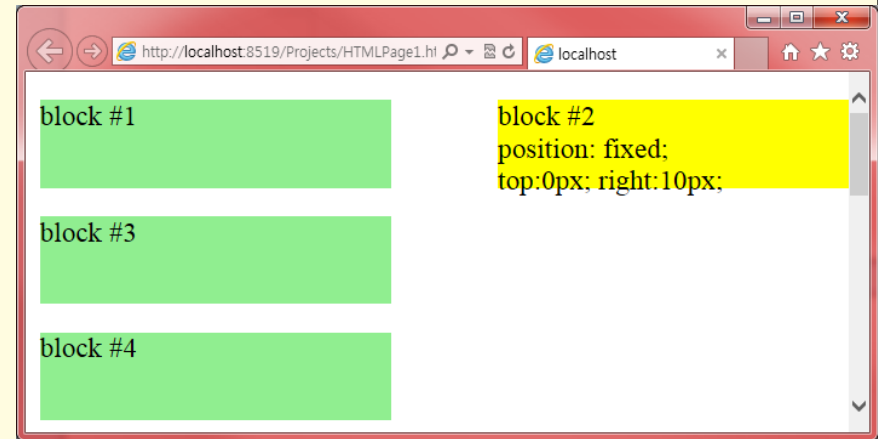 http://localhost:8519/Projects/HTMLPage1.ht
localhost
block #1
block #2
position: fixed;
top:0px; right:10px;
block #3
block #4